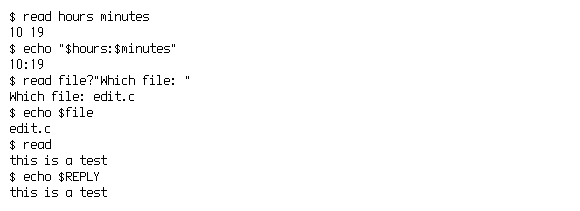 $ read hours minutes
10 19
$ echo "$hours:$minutes"
10:19
$ read file?"Which file: "
Which file: edit.c
$ echo $file
edit.c
$ read
this is a test
$ echo $REPLY
this is a test